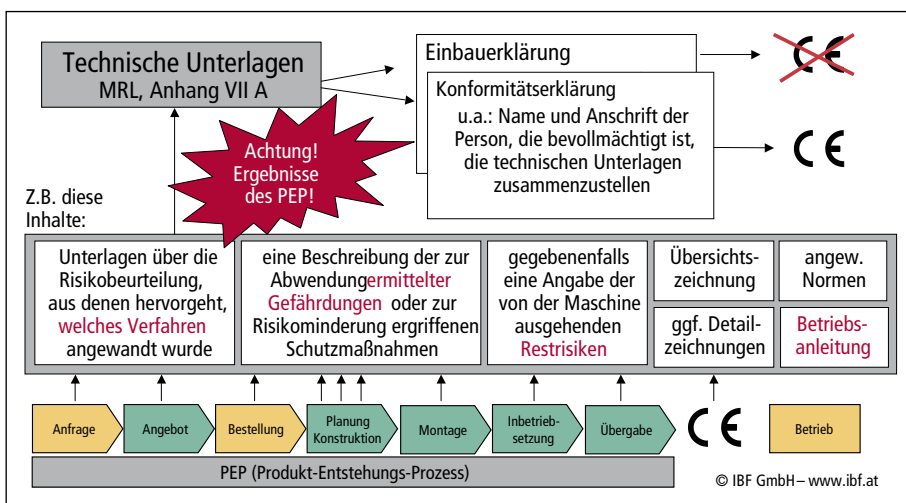 Technische Unterlagen
MRL, Anhang VII A
Einbauerklärung
CE
Konformitätserklärung
u.a.: Name und Anschrift der
Person, die bevollmächtigt ist,
die technischen Unterlagen
zusammenzustellen
CE
Achtung!
Ergebnisse
des PEP!
Z.B. diese
Inhalte:
Unterlagen über die
Risikobeurteilung,
aus denen hervorgeht,
welches Verfahren
angewandt wurde
eine Beschreibung der zur
Abwendungermittelter
Gefährdungen oder zur
Risikominderung ergriffenen
Schutzmaßnahmen
gegebenenfalls
eine Angabe der
von der Maschine
ausgehenden
Restrisiken
Übersichts-
zeichnung
ggf. Detail-
zeichnungen
angew.
Normen
Betriebs-
anleitung
Anfrage
Angebot
Bestellung
Planung
Konstruktion
Montage
Inbetrieb-
setzung
Übergabe
CE
Betrieb
PEP (Produkt-Entstehungs-Prozess)
© IBF GmbH – www.ibf.at